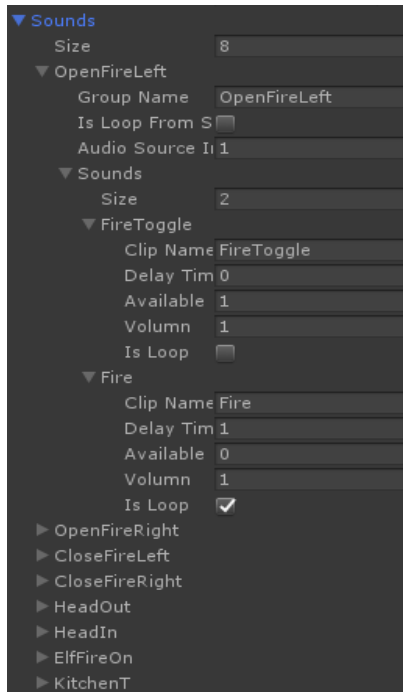 Sounds
Size 8
OpenFireLeft
Group Name OpenFireLeft
Is Loop From S
Audio Source I 1
Sounds
Size 2
FireToggle
Clip Name FireToggle
Delay Tim 0
Available 1
Volumn 1
Is Loop
Fire
Clip Name Fire
Delay Tim 1
Available 0
Volumn 1
Is Loop
OpenFireRight
CloseFireLeft
CloseFireRight
HeadOut
HeadIn
ElfFireOn
KitchenT